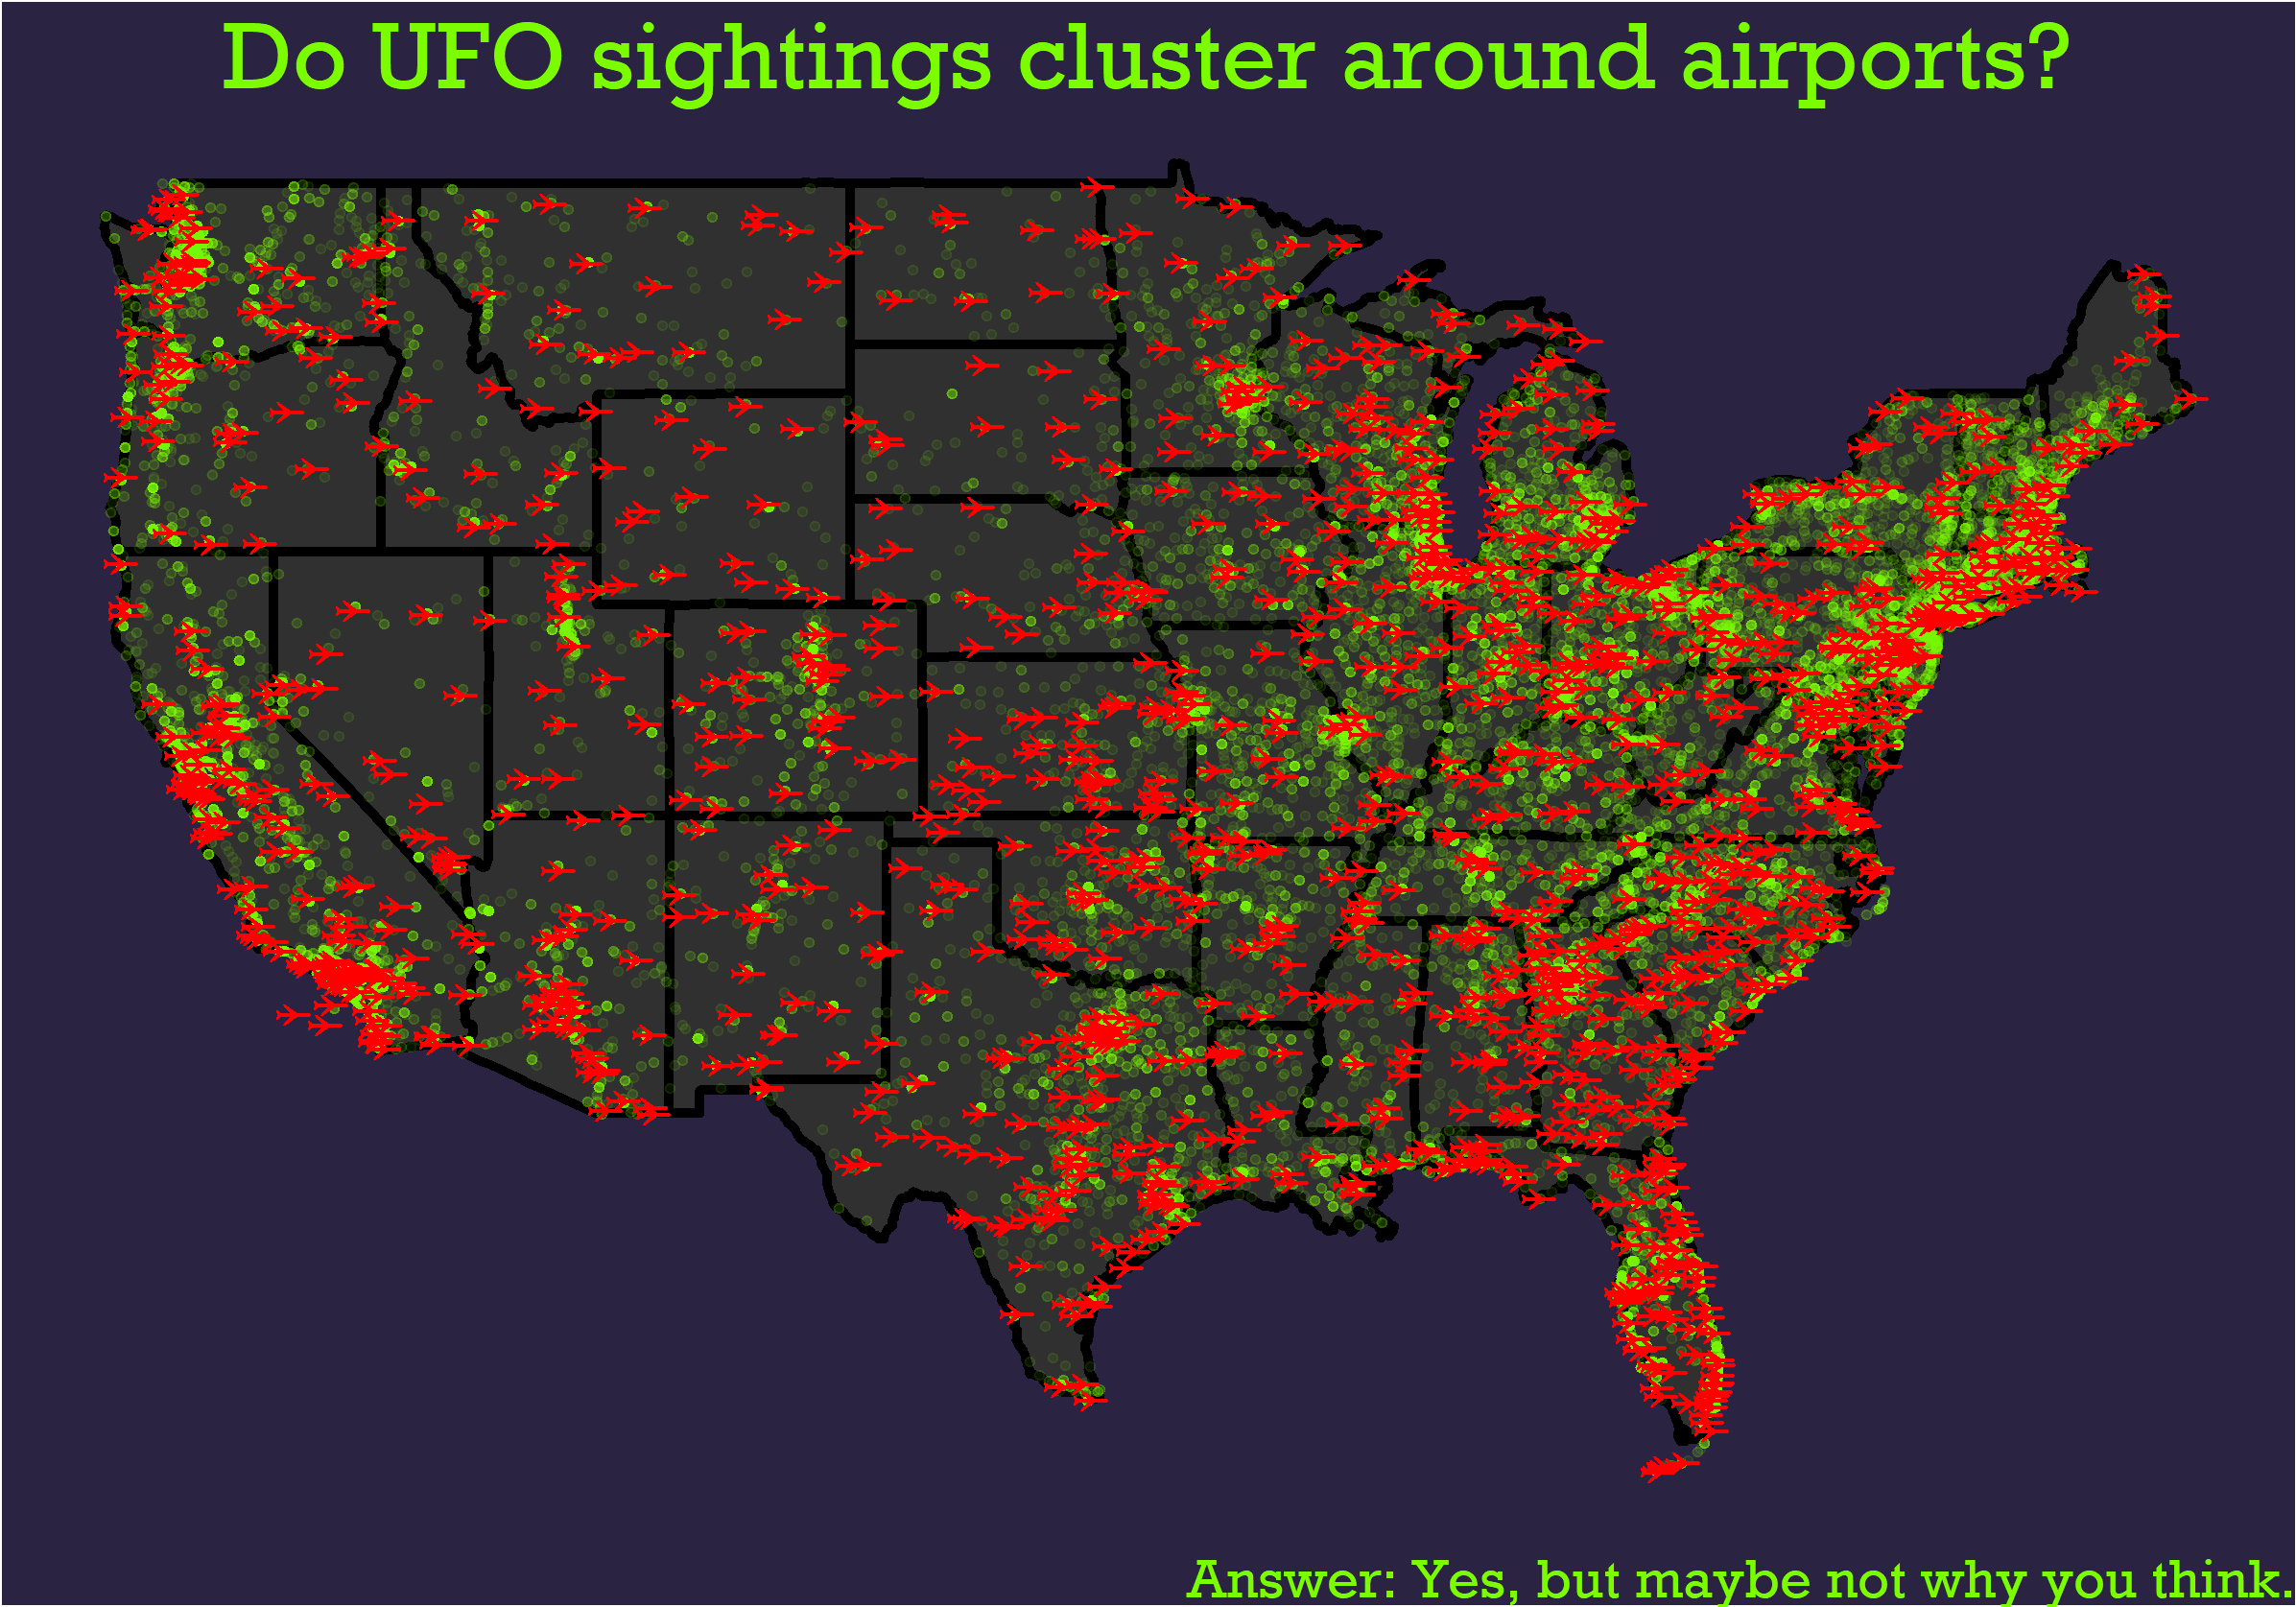 Do UFO sightings cluster around airports?
Answer: Yes, but maybe not why you think.